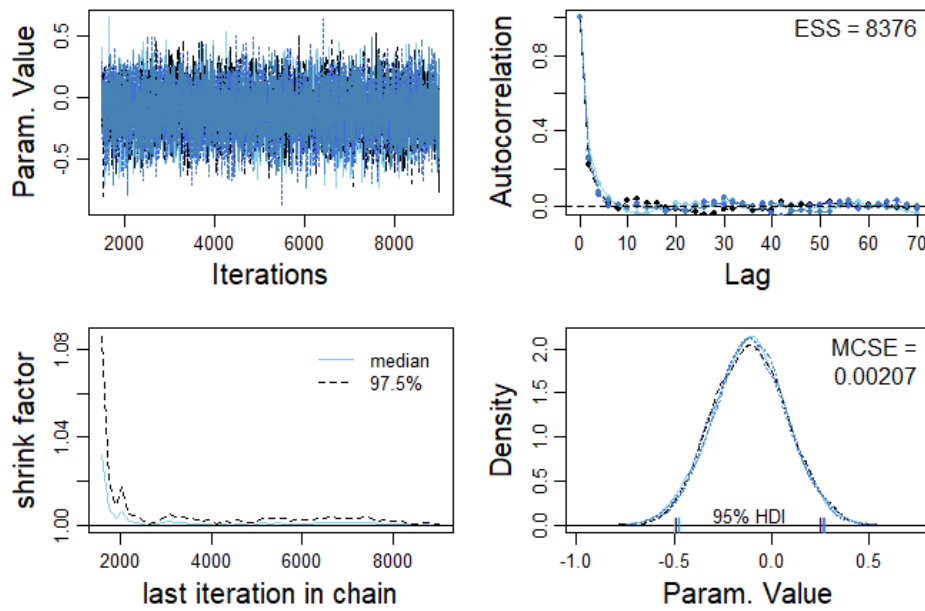 Param. Value
0.5
0.0
-0.5
2000 4000 6000 8000
Iterations
Autocorrelation
0.8
0.4
0.0
ESS = 8376
0 10 20 30 40 50 60 70
Lag
shrink factor
1.08
1.04
1.00
median
97.5%
2000 4000 6000 8000
last iteration in chain
Density
2.0
1.5
1.0
0.5
0.0
MCSE =
0.00207
95% HDI
-1.0 -0.5 0.0 0.5
Param. Value